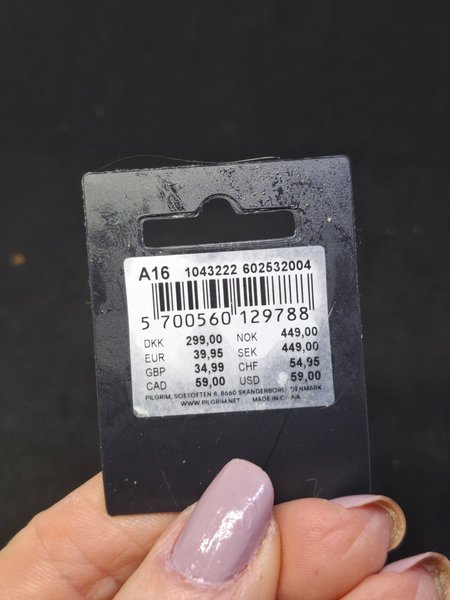 A16 1043222 602532004
5 700560 129788
DKK 299,00 NOK 449,00
EUR 39,95 SEK 449,00
GBP 34,99 CHF 54,95
CAD 59,00 USD 59,00
PILGRIM, SOETOFTEN 8, 8660 SKANDERBORG, DENMARK
WWW.PILGRIM.NET MADE IN CHINA